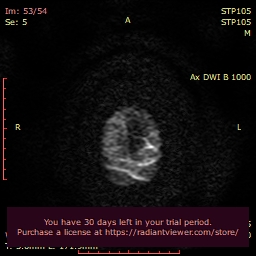 Im: 53/54
Se: 5
A
STP105
STP105
M
Ax DWI B 1000
R
L
You have 30 days left in your trial period.
Purchase a license at https://radiantviewer.com/store/